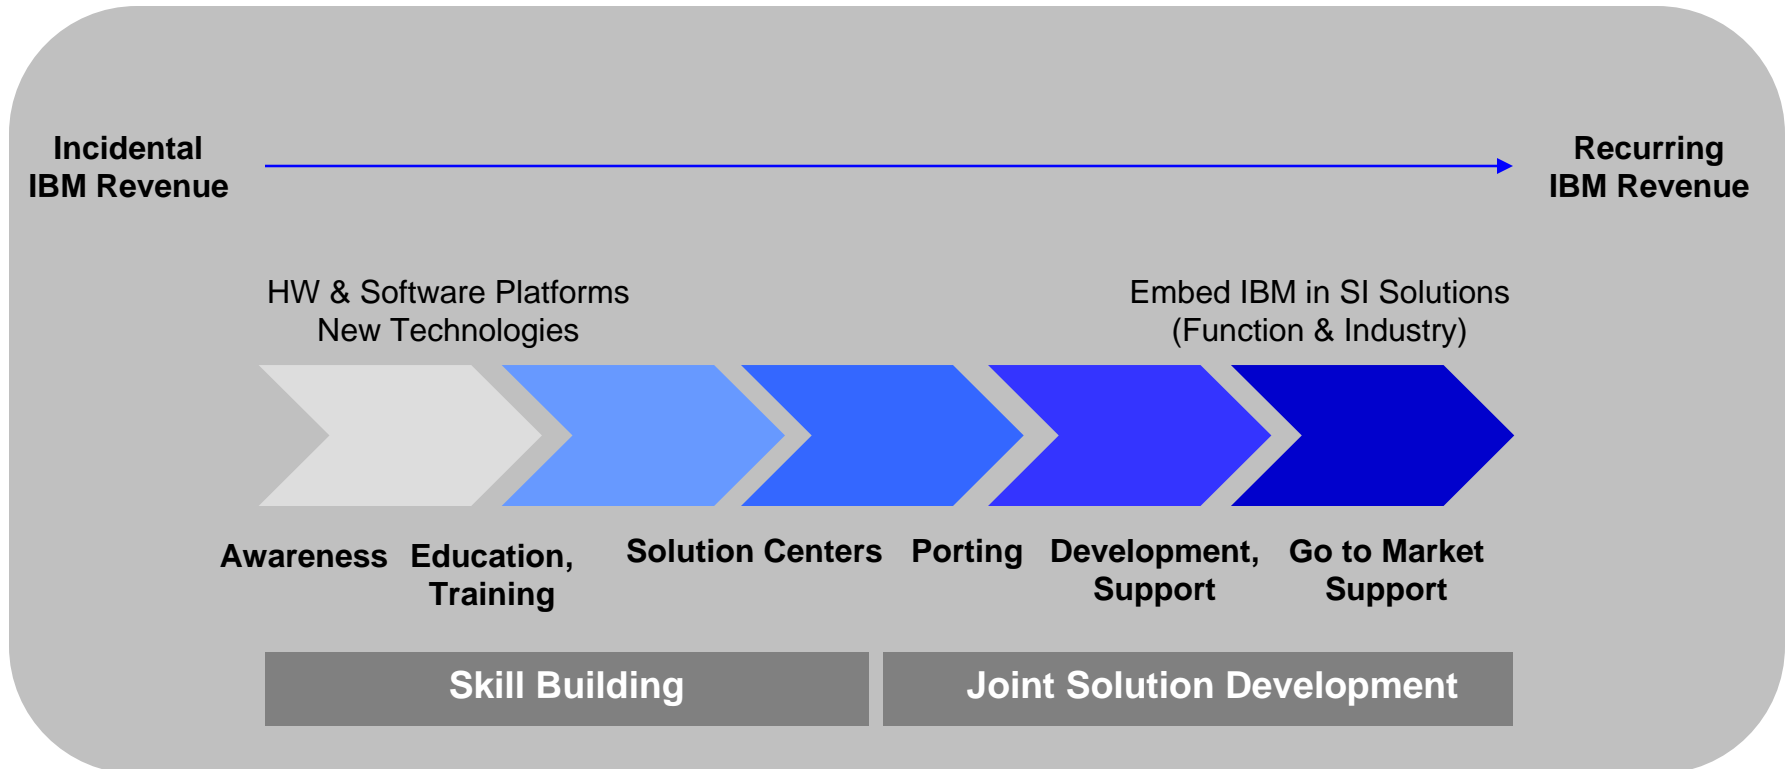 Incidental
IBM Revenue
Recurring
IBM Revenue
HW & Software Platforms
New Technologies
Embed IBM in SI Solutions
(Function & Industry)
Awareness
Education,
Training
Solution Centers
Porting
Development,
Support
Go to Market
Support
Skill Building
Joint Solution Development